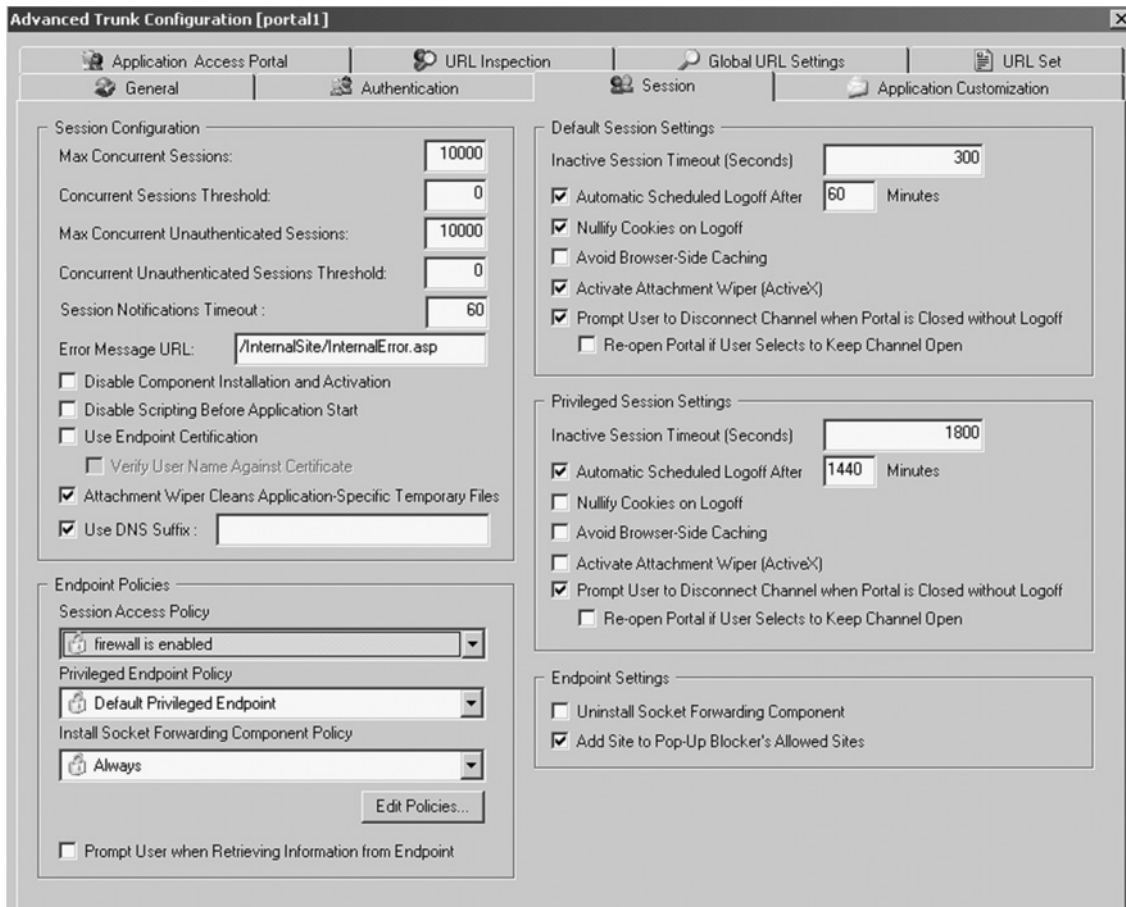 Advanced Trunk Configuration [portal1]
Application Access Portal
URL Inspection
Global URL Settings
URL Set
General
Authentication
Session
Application Customization
Session Configuration
Max Concurrent Sessions: 10000
Concurrent Sessions Threshold: 0
Max Concurrent Unauthenticated Sessions: 10000
Concurrent Unauthenticated Sessions Threshold: 0
Session Notifications Timeout : 60
Error Message URL: /InternalSite/InternalError.asp
Disable Component Installation and Activation
Disable Scripting Before Application Start
Use Endpoint Certification
Verify User Name Against Certificate
Attachment Wiper Cleans Application-Specific Temporary Files
Use DNS Suffix :
Endpoint Policies
Session Access Policy
firewall is enabled
Privileged Endpoint Policy
Default Privileged Endpoint
Install Socket Forwarding Component Policy
Always
Edit Policies...
Prompt User when Retrieving Information from Endpoint
Default Session Settings
Inactive Session Timeout (Seconds) 300
Automatic Scheduled Logoff After 60 Minutes
Nullify Cookies on Logoff
Avoid Browser-Side Caching
Activate Attachment Wiper (ActiveX)
Prompt User to Disconnect Channel when Portal is Closed without Logoff
Re-open Portal if User Selects to Keep Channel Open
Privileged Session Settings
Inactive Session Timeout (Seconds) 1800
Automatic Scheduled Logoff After 1440 Minutes
Nullify Cookies on Logoff
Avoid Browser-Side Caching
Activate Attachment Wiper (ActiveX)
Prompt User to Disconnect Channel when Portal is Closed without Logoff
Re-open Portal if User Selects to Keep Channel Open
Endpoint Settings
Uninstall Socket Forwarding Component
Add Site to Pop-Up Blocker's Allowed Sites